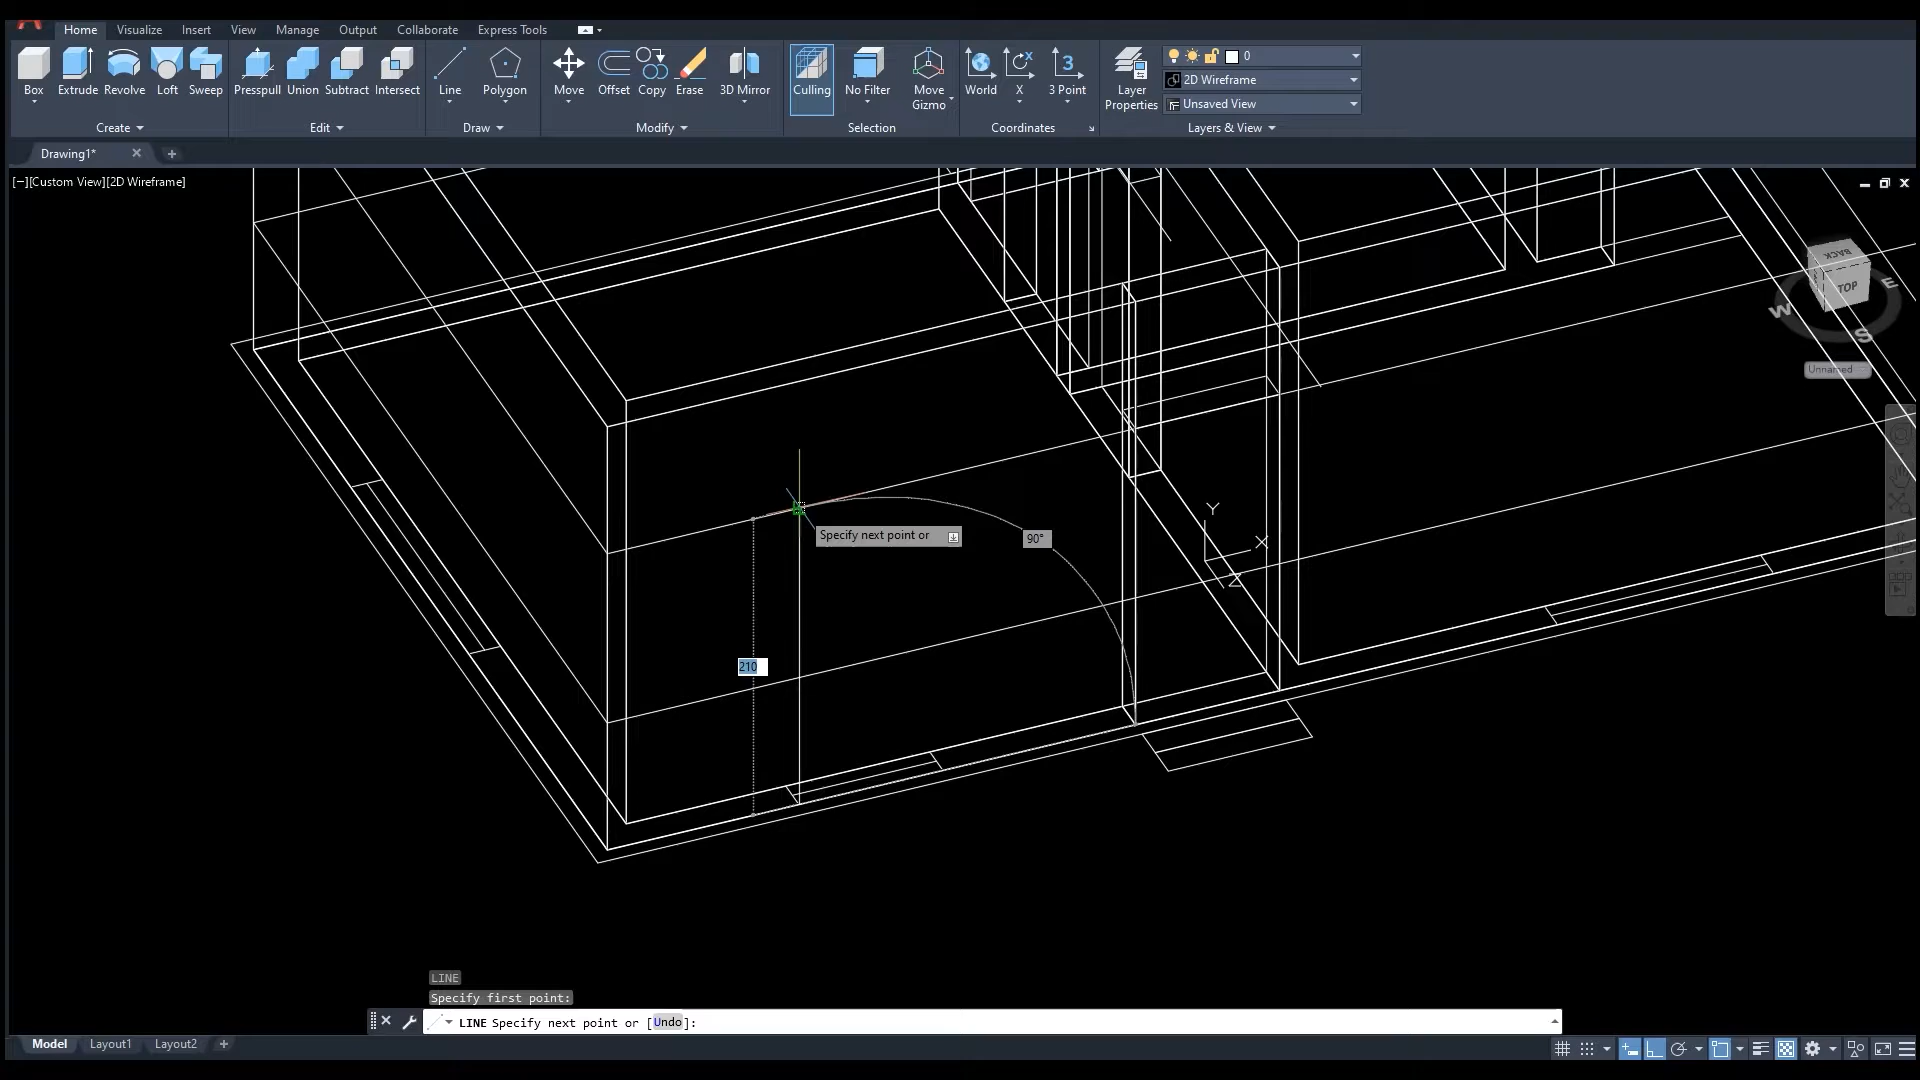 Home Visualize Insert View Manage Output Collaborate Express Tools
Box Extrude Revolve Loft Sweep Presspull Union Subtract Intersect Line Polygon Move Offset Copy Erase 3D Mirror Culling No Filter Move Gizmo World X 3 Point Layer Properties
0
2D Wireframe
Unsaved View
Create Edit Draw Modify Selection Coordinates Layers & View
Drawing1*
[−][Custom View][2D Wireframe]
BACK
TOP
W E
S
Unnamed
Y
X
Z
Specify next point or
90°
210
LINE
Specify first point:
LINE Specify next point or [Undo]:
Model Layout1 Layout2